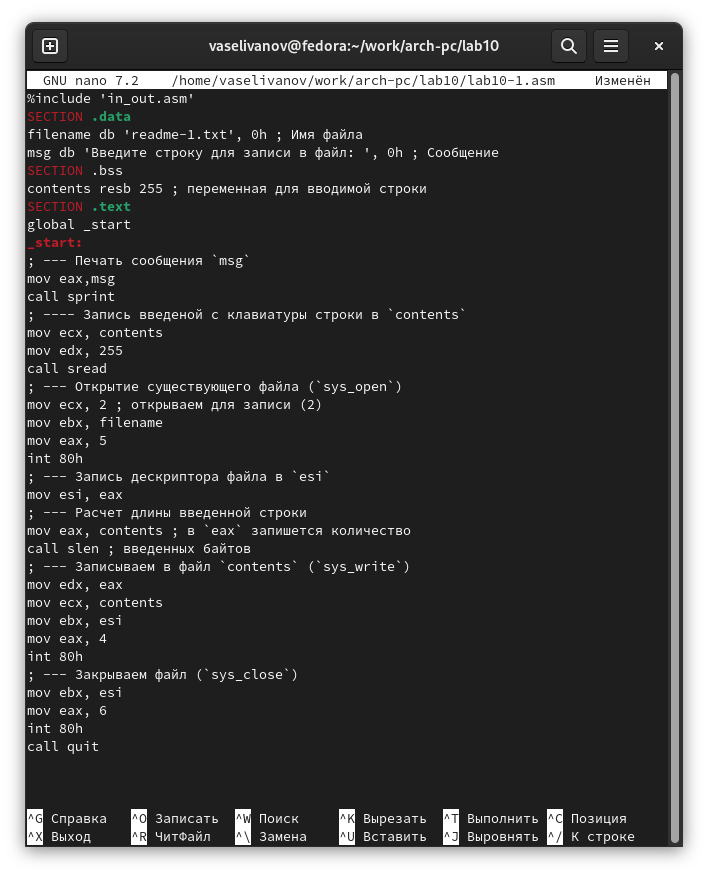 vaselivanov@fedora:~/work/arch-pc/lab10
GNU nano 7.2 /home/vaselivanov/work/arch-pc/lab10/lab10-1.asm Изменён
%include 'in_out.asm'
SECTION .data
filename db 'readme-1.txt', 0h ; Имя файла
msg db 'Введите строку для записи в файл: ', 0h ; Сообщение
SECTION .bss
contents resb 255 ; переменная для вводимой строки
SECTION .text
global _start
_start:
; --- Печать сообщения `msg`
mov eax,msg
call sprint
; ---- Запись введеной с клавиатуры строки в `contents`
mov ecx, contents
mov edx, 255
call sread
; --- Открытие существующего файла (`sys_open`)
mov ecx, 2 ; открываем для записи (2)
mov ebx, filename
mov eax, 5
int 80h
; --- Запись дескриптора файла в `esi`
mov esi, eax
; --- Расчет длины введенной строки
mov eax, contents ; в `eax` запишется количество
call slen ; введенных байтов
; --- Записываем в файл `contents` (`sys_write`)
mov edx, eax
mov ecx, contents
mov ebx, esi
mov eax, 4
int 80h
; --- Закрываем файл (`sys_close`)
mov ebx, esi
mov eax, 6
int 80h
call quit
^G Справка ^O Записать ^W Поиск ^K Вырезать ^T Выполнить ^C Позиция
^X Выход ^R ЧитФайл ^\ Замена ^U Вставить ^J Выровнять ^/ К строке